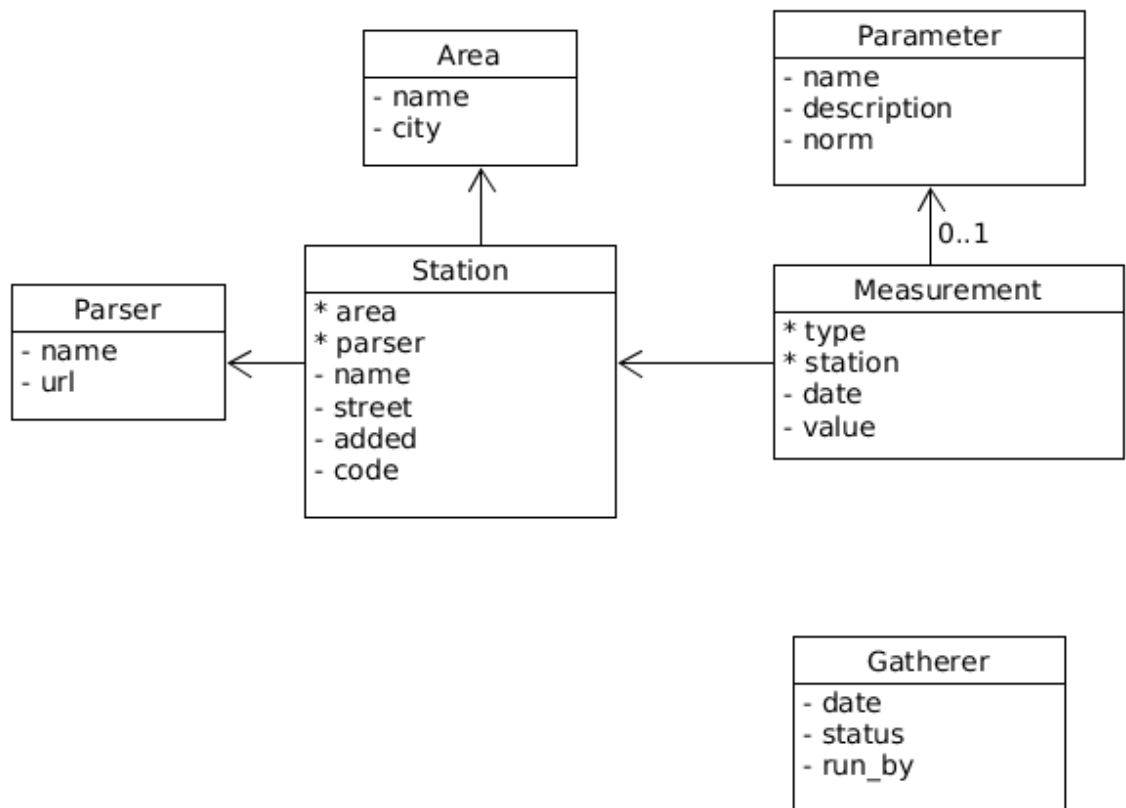 Area
- name
- city
Parameter
- name
- description
- norm
0..1
Parser
- name
- url
Station
* area
* parser
- name
- street
- added
- code
Measurement
* type
* station
- date
- value
Gatherer
- date
- status
- run_by